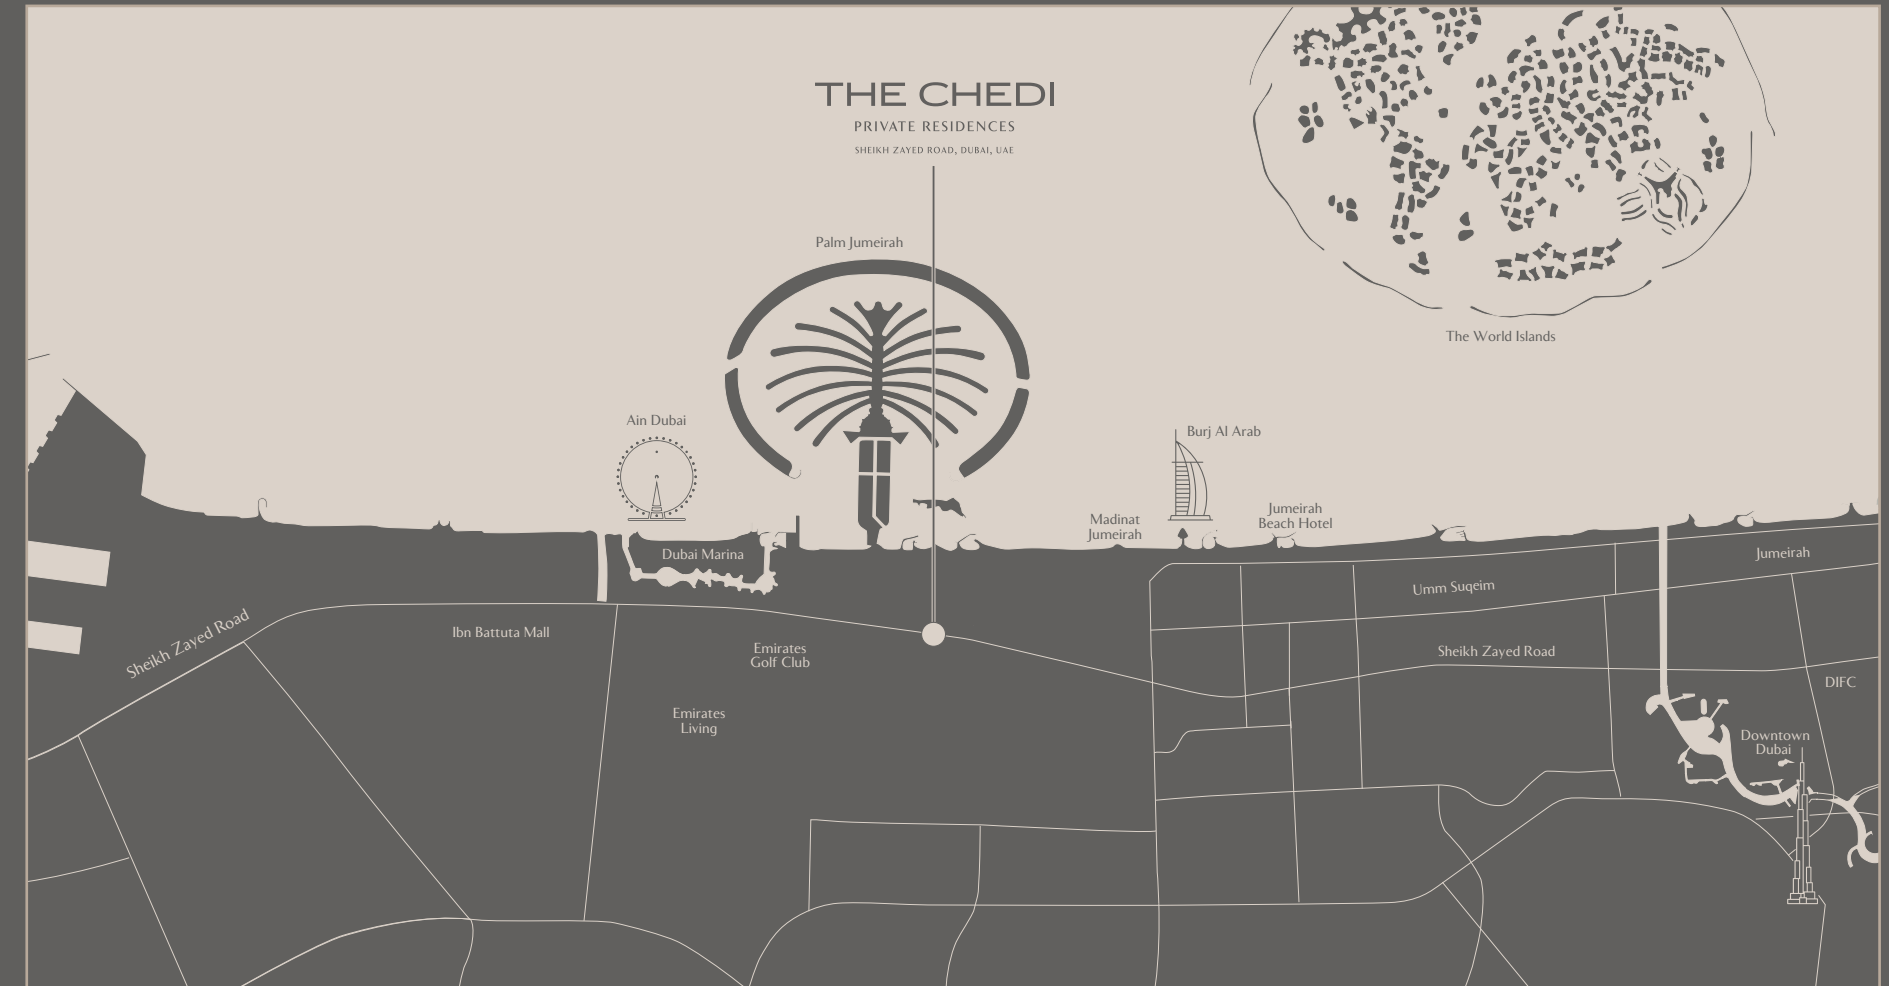 THE CHEDI
PRIVATE RESIDENCES
SHEIKH ZAYED ROAD, DUBAI, UAE
Palm Jumeirah
The World Islands
Ain Dubai
Burj Al Arab
Madinat
Jumeirah
Jumeirah
Beach Hotel
Dubai Marina
Jumeirah
Umm Suqeim
Sheikh Zayed Road
Ibn Battuta Mall
Emirates
Golf Club
Sheikh Zayed Road
DIFC
Emirates
Living
Downtown
Dubai